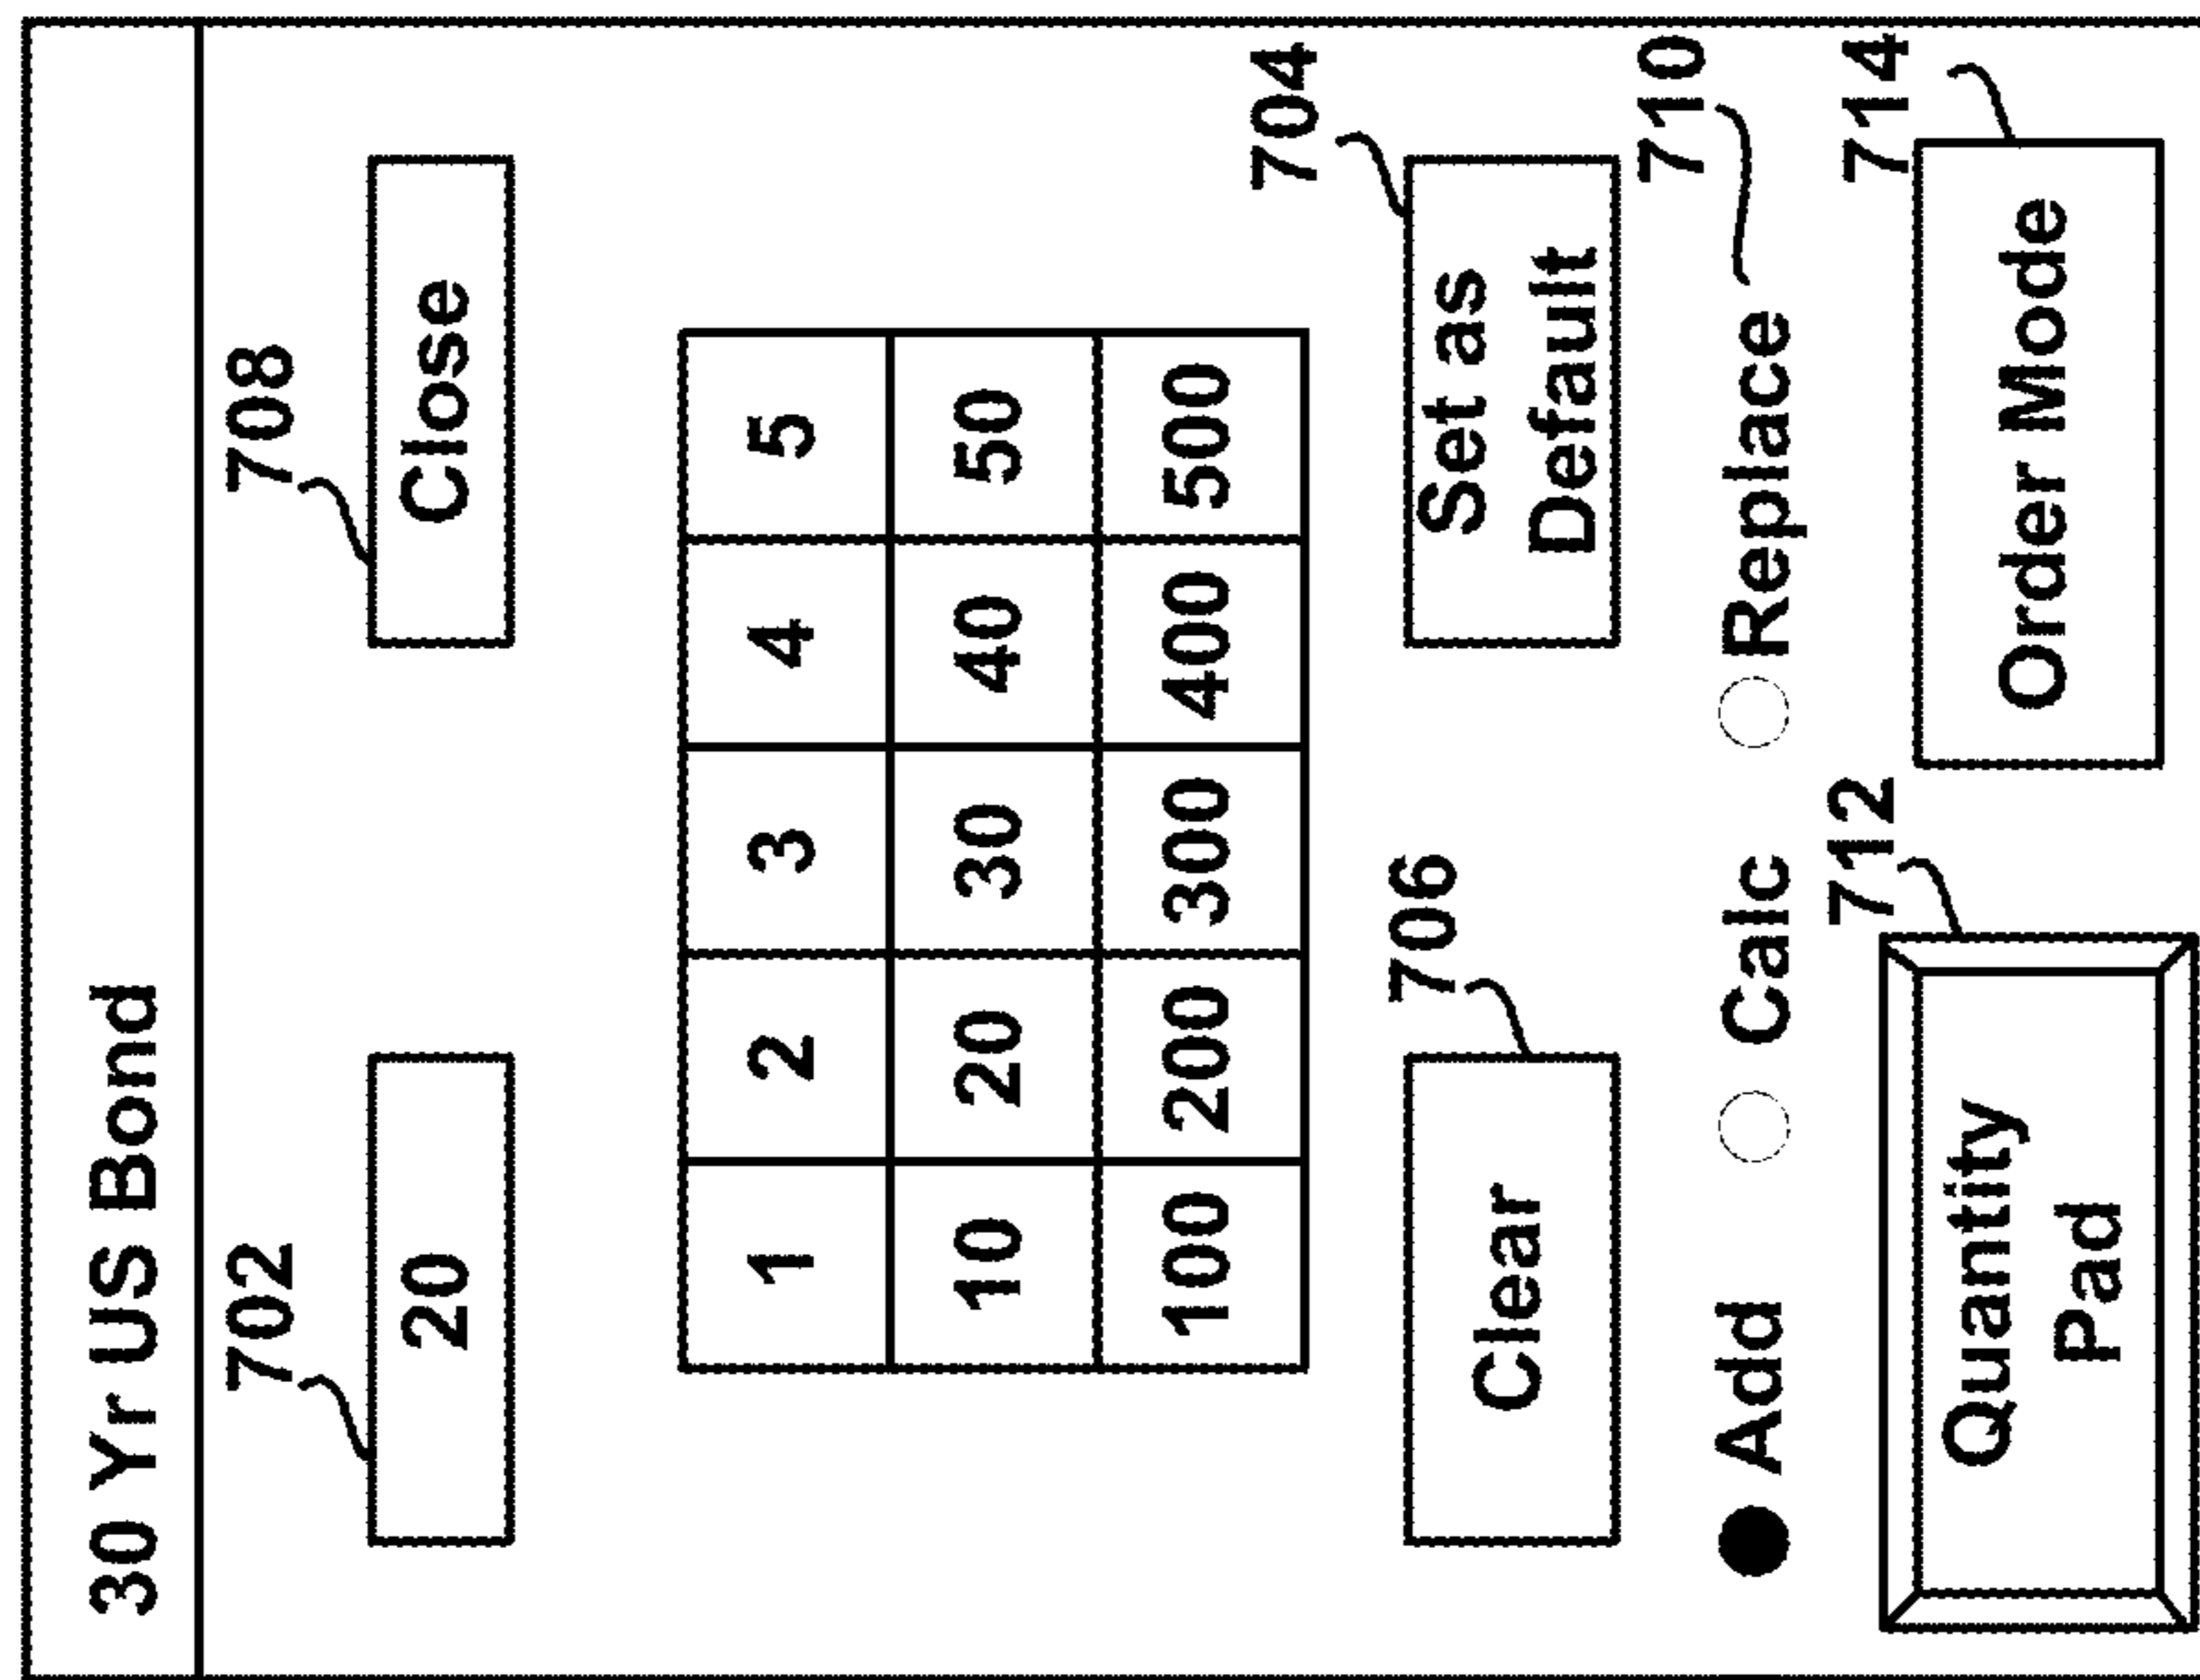 30 Yr US Bond
702 708
20 Close
1 2 3 4 5
10 20 30 40 50
100 200 300 400 500
706 704
Clear Set as
Default
710
Add Calc Replace
712 714
Quantity Order Mode
Pad